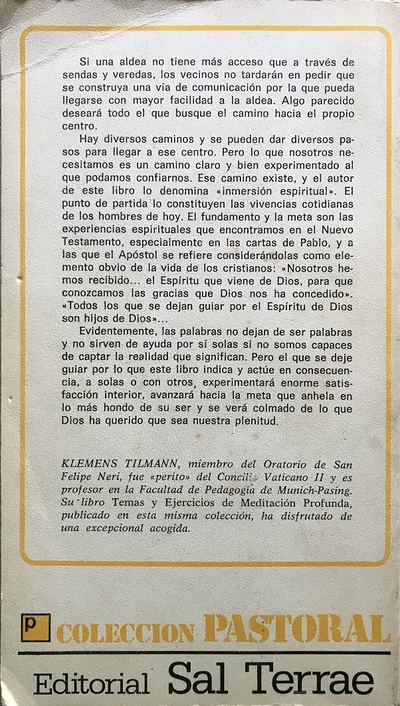 Si una aldea no tiene más acceso que a través de
sendas y veredas, los vecinos no tardarán en pedir que
se construya una vía de comunicación por la que pueda
llegarse con mayor facilidad a la aldea. Algo parecido
deseará todo el que busque el camino hacia el propio
centro.
Hay diversos caminos y se pueden dar diversos pa-
sos para llegar a ese centro. Pero lo que nosotros ne-
cesitamos es un camino claro y bien experimentado al
que podamos confiarnos. Ese camino existe, y el autor
de este libro lo denomina «inmersión espiritual». El
punto de partida lo constituyen las vivencias cotidianas
de los hombres de hoy. El fundamento y la meta son las
experiencias espirituales que encontramos en el Nuevo
Testamento, especialmente en las cartas de Pablo, y a
las que el Apóstol se refiere considerándolas como ele-
mento obvio de la vida de los cristianos: «Nosotros he-
mos recibido... el Espíritu que viene de Dios, para que
conozcamos las gracias que Dios nos ha concedido».
«Todos los que se dejan guiar por el Espíritu de Dios
son hijos de Dios»...
Evidentemente, las palabras no dejan de ser palabras
y no sirven de ayuda por sí solas si no somos capaces
de captar la realidad que significan. Pero el que se deje
guiar por lo que este libro indica y actúe en consecuen-
cia, a solas o con otros, experimentará enorme satis-
facción interior, avanzará hacia la meta que anhela en
lo más hondo de su ser y se verá colmado de lo que
Dios ha querido que sea nuestra plenitud.
KLEMENS TILMANN, miembro del Oratorio de San
Felipe Neri, fue «perito» del Concilio Vaticano II y es
profesor en la Facultad de Pedagogía de Munich-Pasing.
Su libro Temas y Ejercicios de Meditación Profunda,
publicado en esta misma colección, ha disfrutado de
una excepcional acogida.
p COLECCION PASTORAL
Editorial Sal Terrae